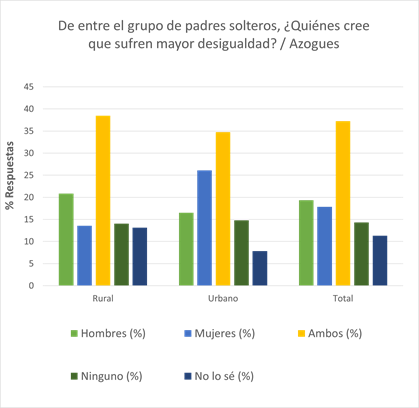 De entre el grupo de padres solteros, ¿Quiénes cree
que sufren mayor desigualdad? / Azogues
% Respuestas
45
40
35
30
25
20
15
10
5
0
Rural Urbano Total
Hombres (%) Mujeres (%) Ambos (%)
Ninguno (%) No lo sé (%)